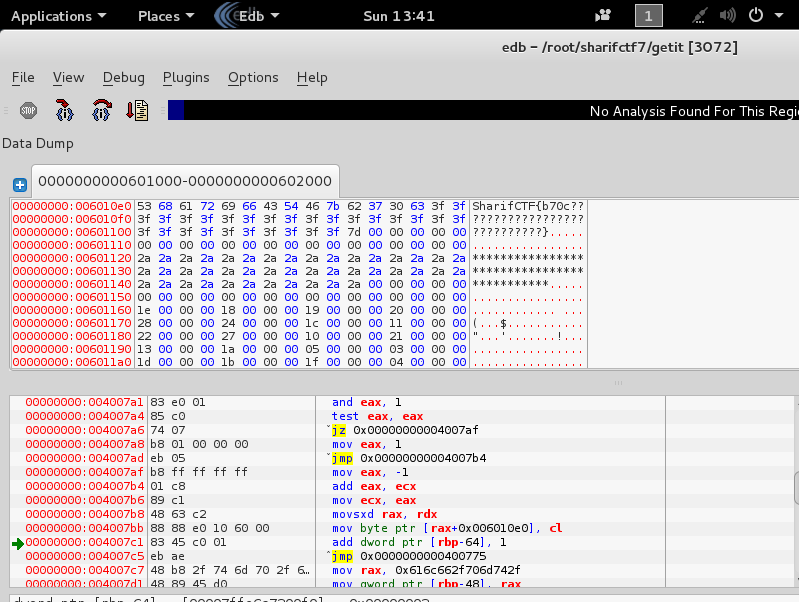 Applications Places Edb Sun 13:41 1
edb – /root/sharifctf7/getit [3072]
File View Debug Plugins Options Help
STOP No Analysis Found For This Regi
Data Dump
0000000000601000-0000000000602000
00000000:006010e0 53 68 61 72 69 66 43 54 46 7b 62 37 30 63 3f 3f SharifCTF{b70c??
00000000:006010f0 3f 3f 3f 3f 3f 3f 3f 3f 3f 3f 3f 3f 3f 3f 3f 3f ????????????????
00000000:00601100 3f 3f 3f 3f 3f 3f 3f 3f 3f 3f 7d 00 00 00 00 00 ??????????}.....
00000000:00601110 00 00 00 00 00 00 00 00 00 00 00 00 00 00 00 00 ................
00000000:00601120 2a 2a 2a 2a 2a 2a 2a 2a 2a 2a 2a 2a 2a 2a 2a 2a ****************
00000000:00601130 2a 2a 2a 2a 2a 2a 2a 2a 2a 2a 2a 2a 2a 2a 2a 2a ****************
00000000:00601140 2a 2a 2a 2a 2a 2a 2a 2a 2a 2a 2a 00 00 00 00 00 ***********.....
00000000:00601150 00 00 00 00 00 00 00 00 00 00 00 00 00 00 00 00 ................
00000000:00601160 1e 00 00 00 18 00 00 00 19 00 00 00 20 00 00 00 ............ ...
00000000:00601170 28 00 00 00 24 00 00 00 1c 00 00 00 11 00 00 00 (...$...........
00000000:00601180 22 00 00 00 27 00 00 00 10 00 00 00 21 00 00 00 "...'.......!...
00000000:00601190 13 00 00 00 1a 00 00 00 05 00 00 00 03 00 00 00 ................
00000000:006011a0 1d 00 00 00 1b 00 00 00 1f 00 00 00 04 00 00 00 ................
00000000:004007a1 83 e0 01 and eax, 1
00000000:004007a4 85 c0 test eax, eax
00000000:004007a6 74 07 jz 0x00000000004007af
00000000:004007a8 b8 01 00 00 00 mov eax, 1
00000000:004007ad eb 05 jmp 0x00000000004007b4
00000000:004007af b8 ff ff ff ff mov eax, -1
00000000:004007b4 01 c8 add eax, ecx
00000000:004007b6 89 c1 mov ecx, eax
00000000:004007b8 48 63 c2 movsxd rax, rdx
00000000:004007bb 88 88 e0 10 60 00 mov byte ptr [rax+0x006010e0], cl
00000000:004007c1 83 45 c0 01 add dword ptr [rbp-64], 1
00000000:004007c5 eb ae jmp 0x0000000000400775
00000000:004007c7 48 b8 2f 74 6d 70 2f 6… mov rax, 0x616c662f706d742f
00000000:004007d1 48 89 45 d0 mov qword ptr [rbp-48], rax